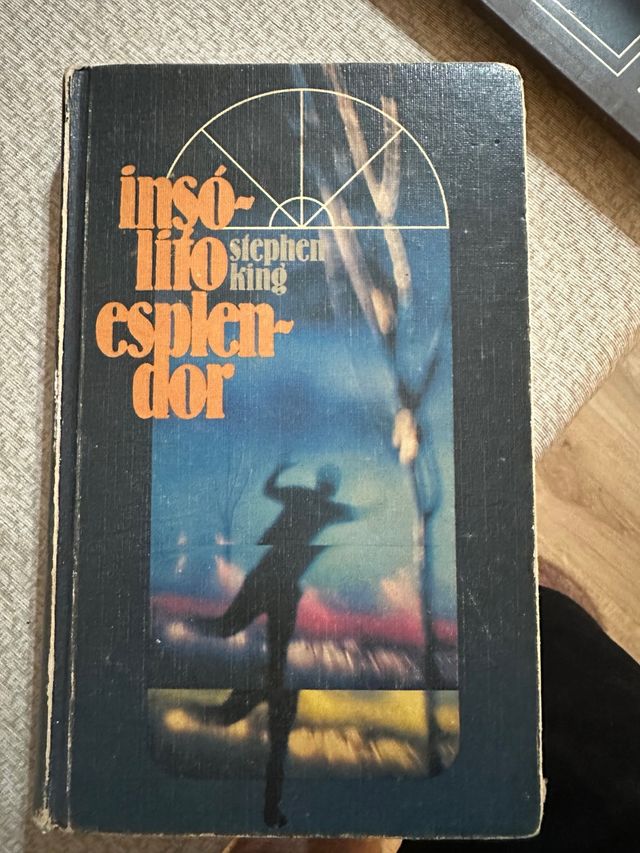 insó-
lito
stephen
king
esplen-
dor